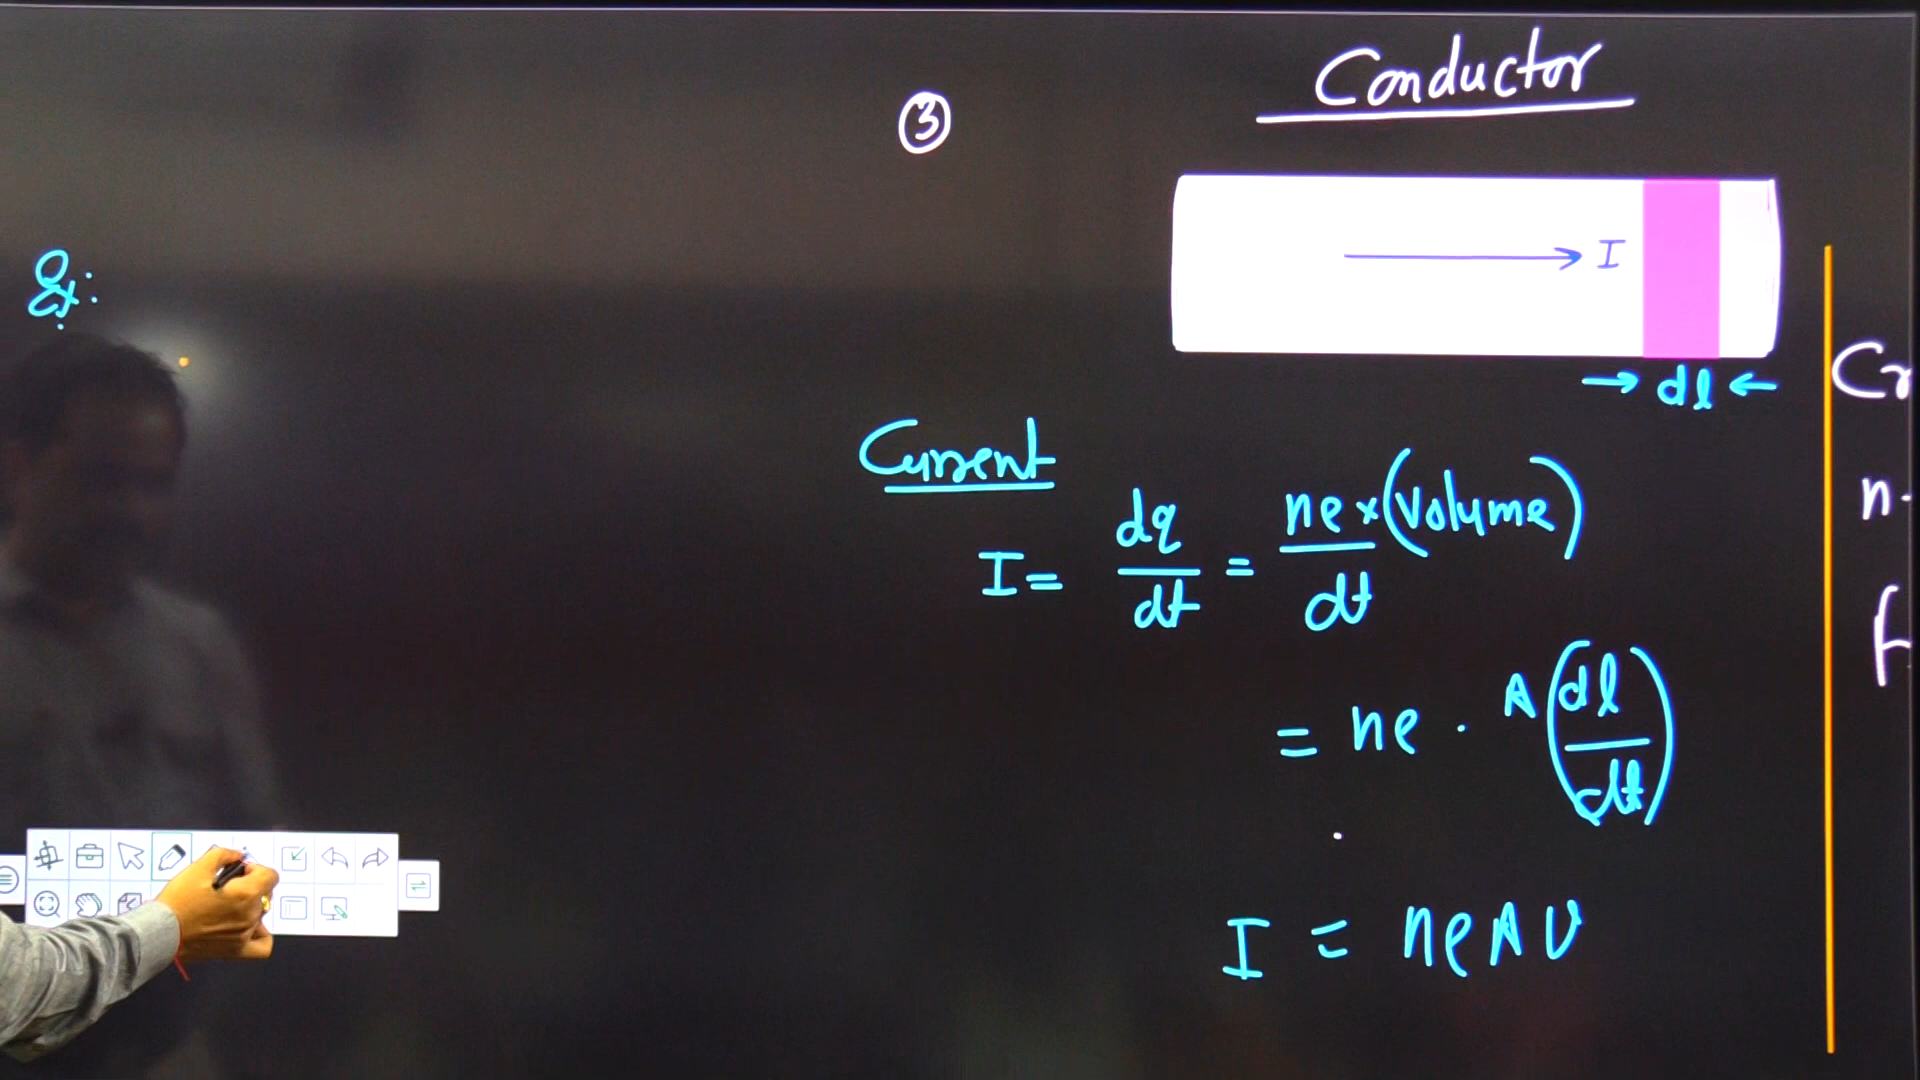 ③ Conductor
I
Ex:
→ dl ←
Current
I = dq/dt = ne × (Volume)/dt
= ne · A (dl/dt)
I = neAv
n